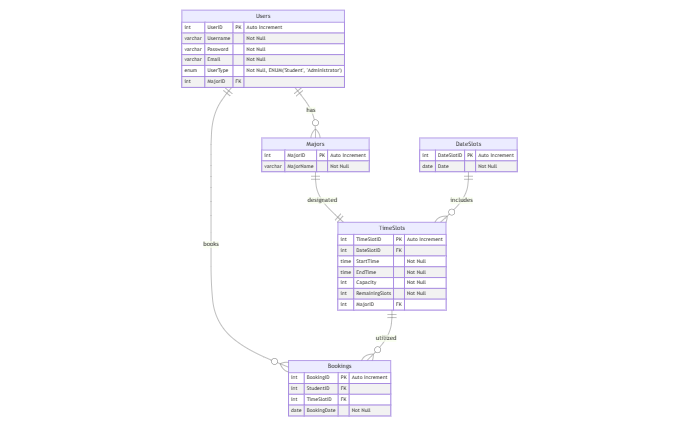 Users
int UserID PK Auto Increment
varchar Username Not Null
varchar Password Not Null
varchar Email Not Null
enum UserType Not Null, ENUM('Student', 'Administrator')
int MajorID FK
has
Majors
int MajorID PK Auto Increment
varchar MajorName Not Null
DateSlots
int DateSlotID PK Auto Increment
date Date Not Null
designated
includes
TimeSlots
int TimeSlotID PK Auto Increment
int DateSlotID FK
time StartTime Not Null
time EndTime Not Null
int Capacity Not Null
int RemainingSlots Not Null
int MajorID FK
books
utilized
Bookings
int BookingID PK Auto Increment
int StudentID FK
int TimeSlotID FK
date BookingDate Not Null